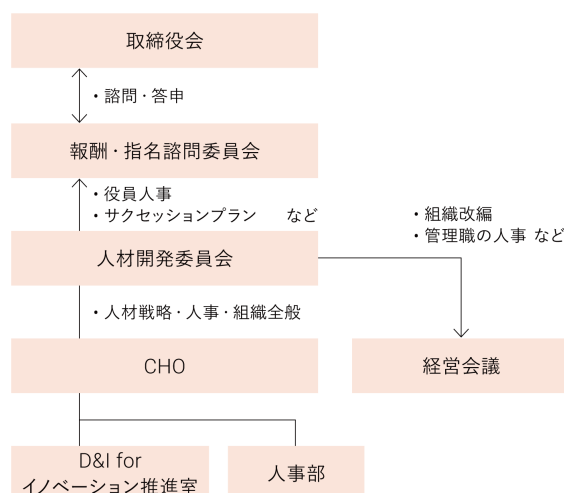 取締役会
・諮問・答申
報酬・指名諮問委員会
・役員人事
・サクセッションプラン など
・組織改編
・管理職の人事 など
人材開発委員会
・人材戦略・人事・組織全般
CHO
経営会議
D&I for
イノベーション推進室
人事部